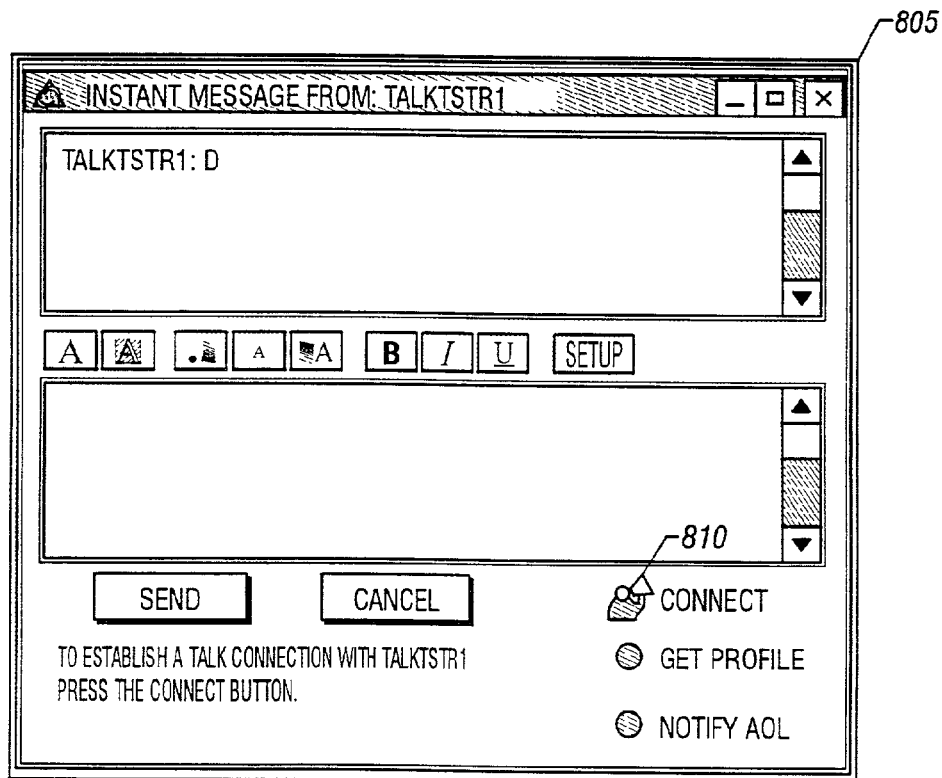 805
INSTANT MESSAGE FROM: TALKTSTR1
TALKTSTR1: D
A A A A B I U SETUP
810
SEND CANCEL CONNECT
TO ESTABLISH A TALK CONNECTION WITH TALKTSTR1
PRESS THE CONNECT BUTTON.
GET PROFILE
NOTIFY AOL